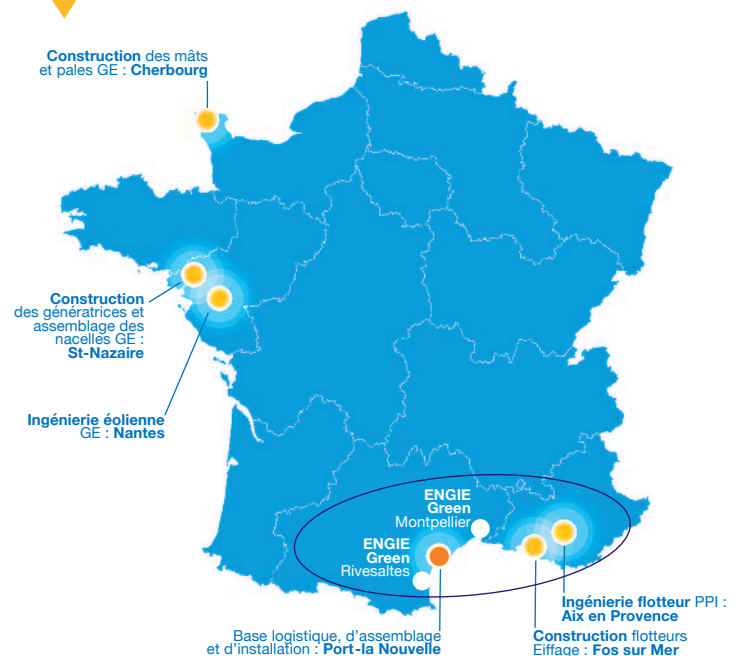 Construction des mâts
et pales GE : Cherbourg
Construction
des génératrices et
assemblage des
nacelles GE :
St-Nazaire
Ingénierie éolienne
GE : Nantes
ENGIE
Green
Montpellier
ENGIE
Green
Rivesaltes
Ingénierie flotteur PPI :
Aix en Provence
Base logistique, d'assemblage
et d'installation : Port-la Nouvelle
Construction flotteurs
Eiffage : Fos sur Mer